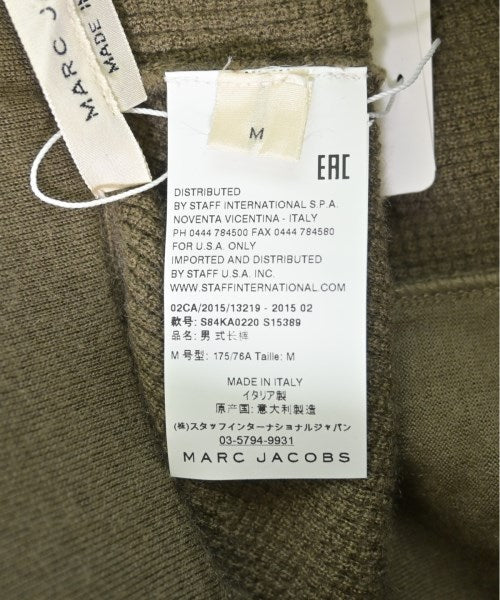 MARC J
MADE IN
M
EAC
DISTRIBUTED
BY STAFF INTERNATIONAL S.P.A.
NOVENTA VICENTINA - ITALY
PH 0444 784500 FAX 0444 784580
FOR U.S.A. ONLY
IMPORTED AND DISTRIBUTED
BY STAFF U.S.A. INC.
WWW.STAFFINTERNATIONAL.COM
02CA/2015/13219 - 2015 02
款号: S84KA0220 S15389
品名: 男 式长裤
M 号型: 175/76A Taille: M
MADE IN ITALY
イタリア製
原产国: 意大利製造
(株)スタッフインターナショナルジャパン
03-5794-9931
MARC JACOBS